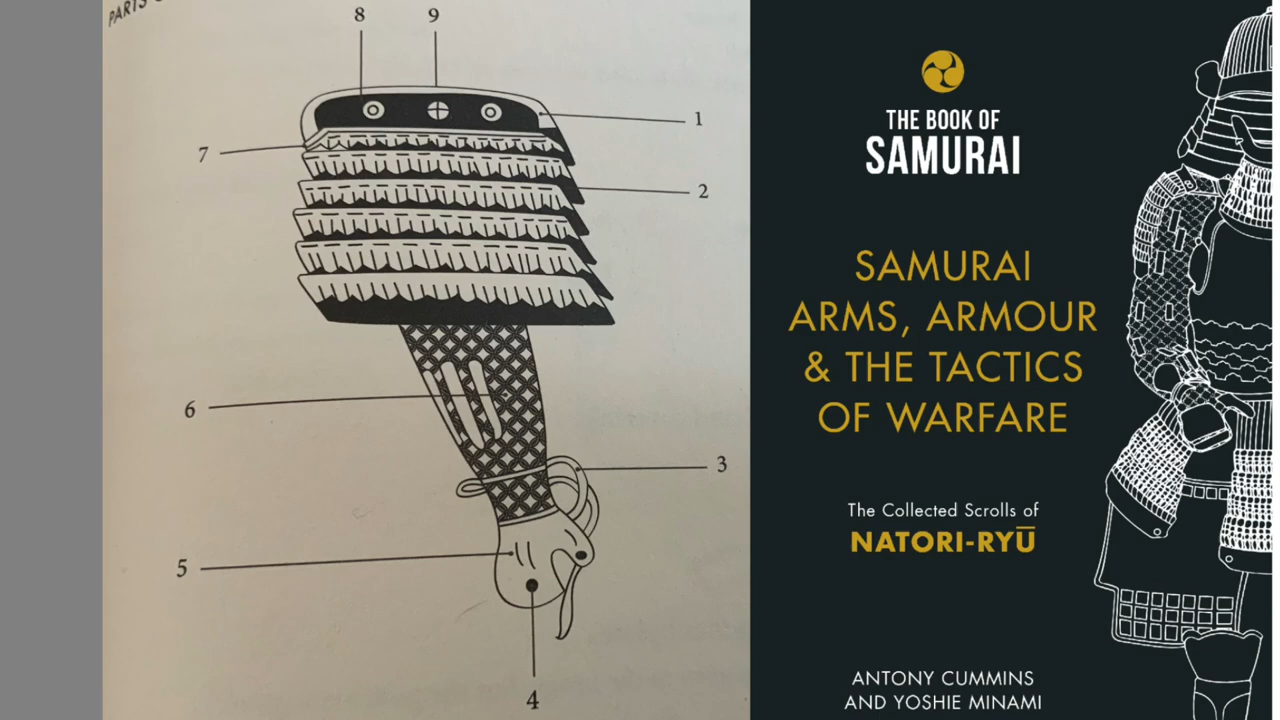 PARTS
8
9
1
7
2
6
3
5
4
THE BOOK OF
SAMURAI
SAMURAI
ARMS, ARMOUR
& THE TACTICS
OF WARFARE
The Collected Scrolls of
NATORI-RYŪ
ANTONY CUMMINS
AND YOSHIE MINAMI